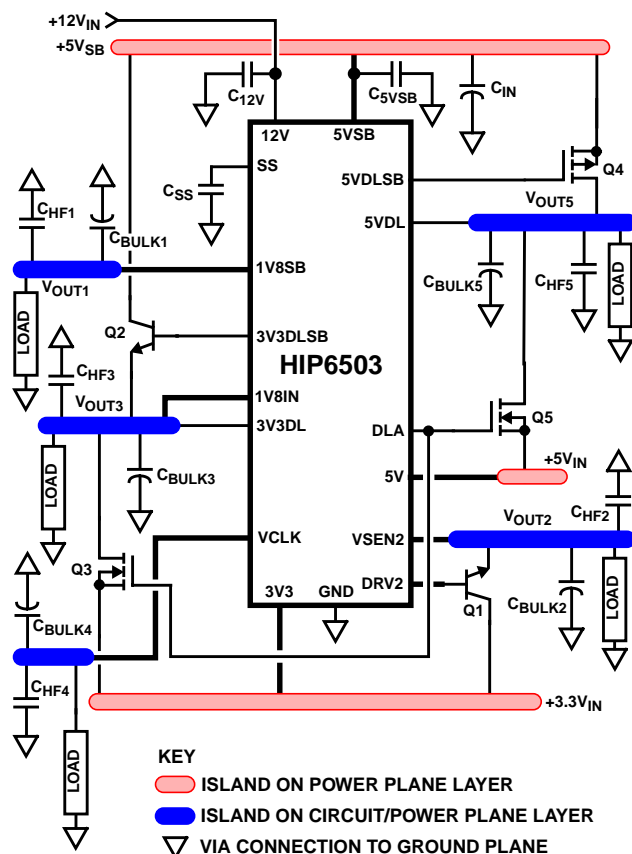 +12VIN
+5VSB
C12V
C5VSB
CIN
12V
5VSB
SS
CSS
5VDLSB
Q4
CHF1
CBULK1
5VDL
VOUT5
1V8SB
VOUT1
CBULK5
CHF5
LOAD
LOAD
Q2
3V3DLSB
HIP6503
CHF3
VOUT3
1V8IN
3V3DL
DLA
Q5
LOAD
CBULK3
5V
+5VIN
CHF2
VCLK
VSEN2
VOUT2
Q3
3V3
GND
DRV2
Q1
CBULK2
LOAD
CBULK4
CHF4
LOAD
+3.3VIN
KEY
ISLAND ON POWER PLANE LAYER
ISLAND ON CIRCUIT/POWER PLANE LAYER
VIA CONNECTION TO GROUND PLANE